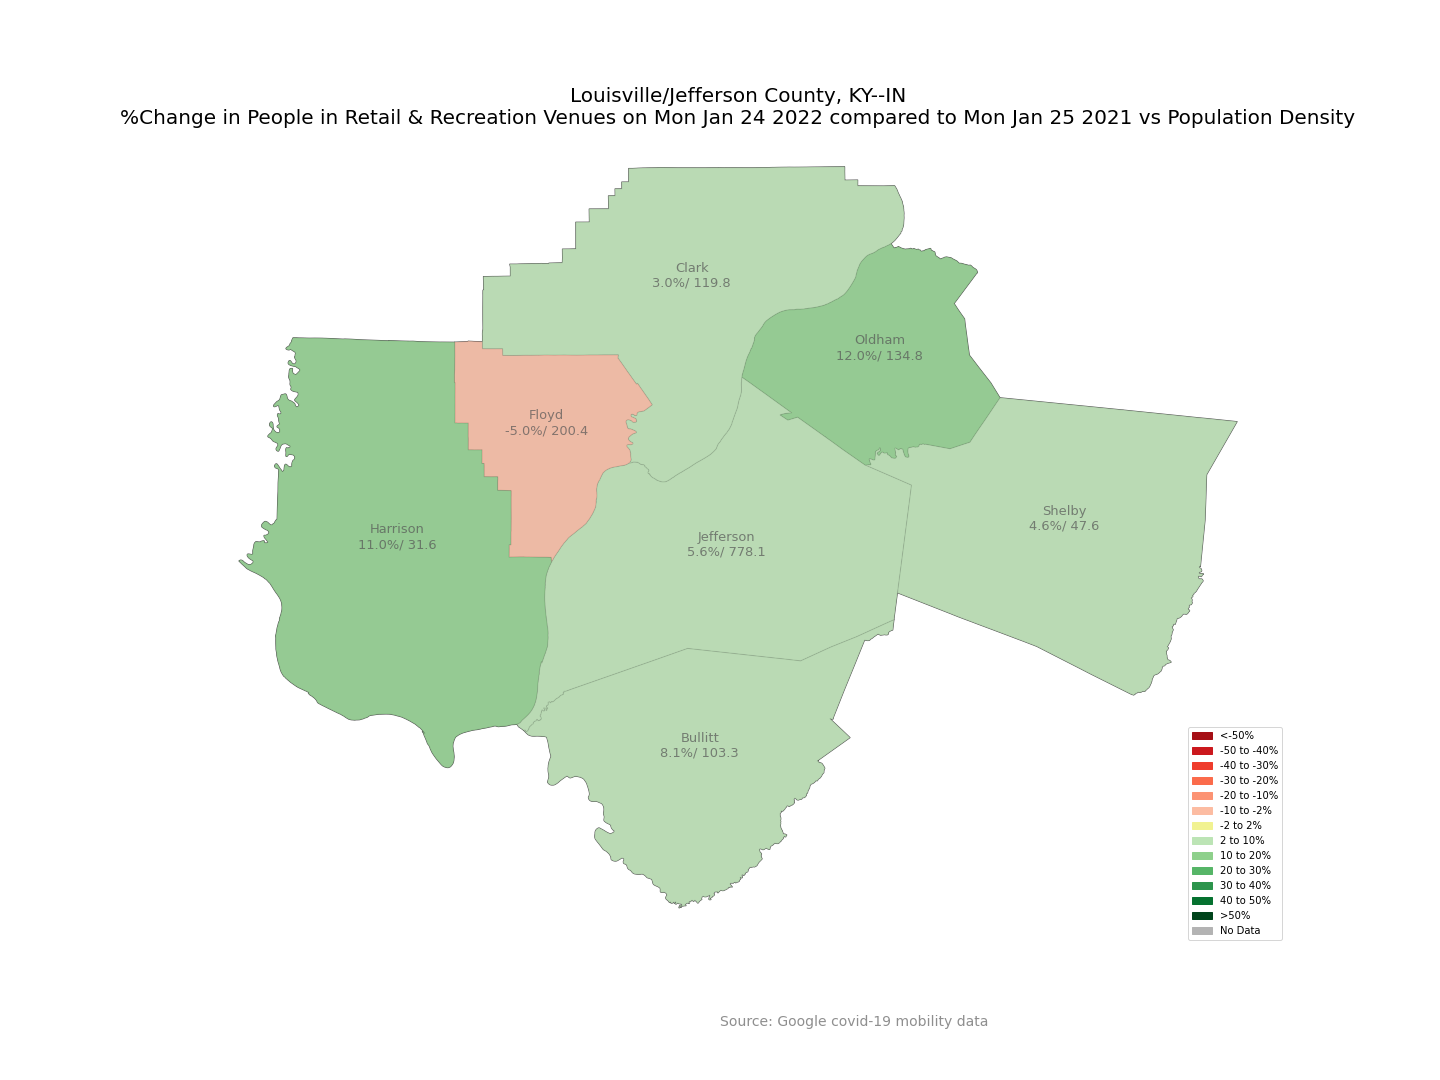 Louisville/Jefferson County, KY--IN
%Change in People in Retail & Recreation Venues on Mon Jan 24 2022 compared to Mon Jan 25 2021 vs Population Density
Clark
3.0%/ 119.8
Oldham
12.0%/ 134.8
Floyd
-5.0%/ 200.4
Harrison
11.0%/ 31.6
Jefferson
5.6%/ 778.1
Shelby
4.6%/ 47.6
Bullitt
8.1%/ 103.3
<-50%
-50 to -40%
-40 to -30%
-30 to -20%
-20 to -10%
-10 to -2%
-2 to 2%
2 to 10%
10 to 20%
20 to 30%
30 to 40%
40 to 50%
>50%
No Data
Source: Google covid-19 mobility data